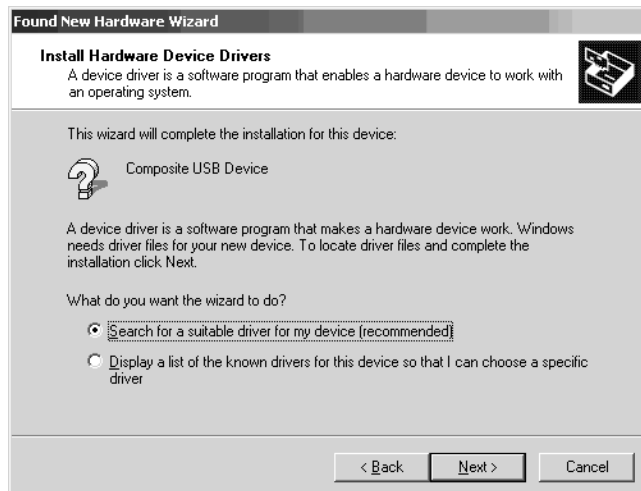 Found New Hardware Wizard
Install Hardware Device Drivers
A device driver is a software program that enables a hardware device to work with
an operating system.
This wizard will complete the installation for this device:
Composite USB Device
A device driver is a software program that makes a hardware device work. Windows
needs driver files for your new device. To locate driver files and complete the
installation click Next.
What do you want the wizard to do?
Search for a suitable driver for my device (recommended)
Display a list of the known drivers for this device so that I can choose a specific
driver
< Back
Next >
Cancel